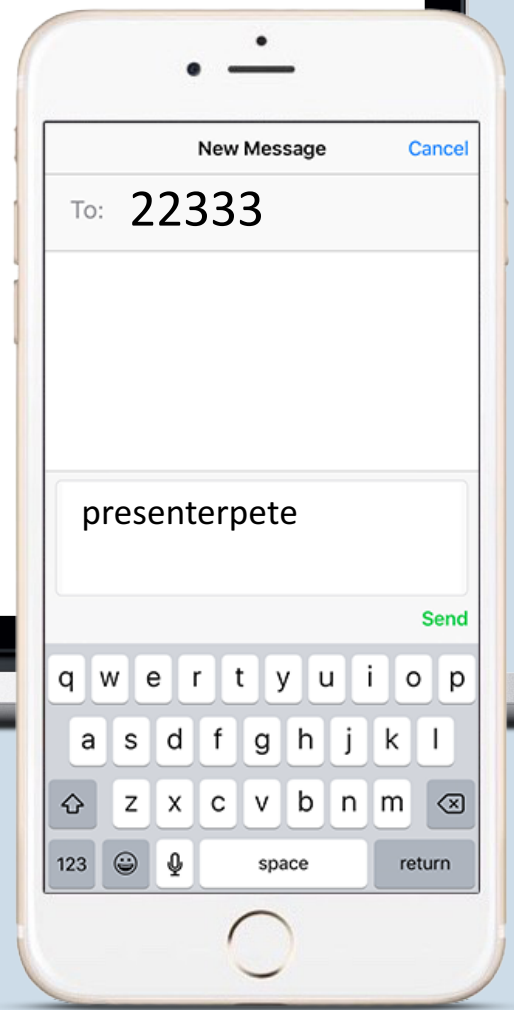 New Message Cancel
To: 22333
presenterpete
Send
q w e r t y u i o p
a s d f g h j k l
z x c v b n m
123 space return